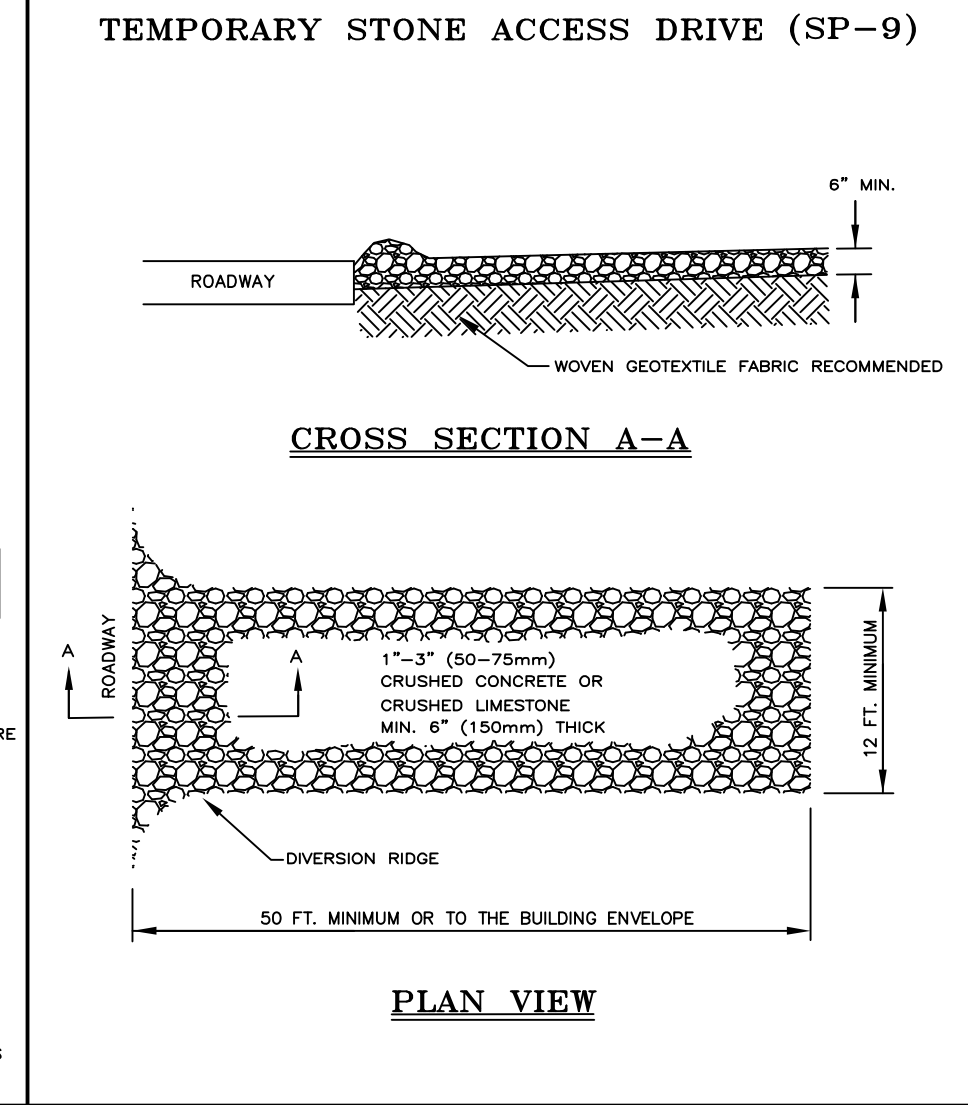 TEMPORARY STONE ACCESS DRIVE (SP-9)
6" MIN.
ROADWAY
WOVEN GEOTEXTILE FABRIC RECOMMENDED
CROSS SECTION A-A
ROADWAY
A
A
1"-3" (50-75mm)
CRUSHED CONCRETE OR
CRUSHED LIMESTONE
MIN. 6" (150mm) THICK
12 FT. MINIMUM
RE
DIVERSION RIDGE
50 FT. MINIMUM OR TO THE BUILDING ENVELOPE
PLAN VIEW
S